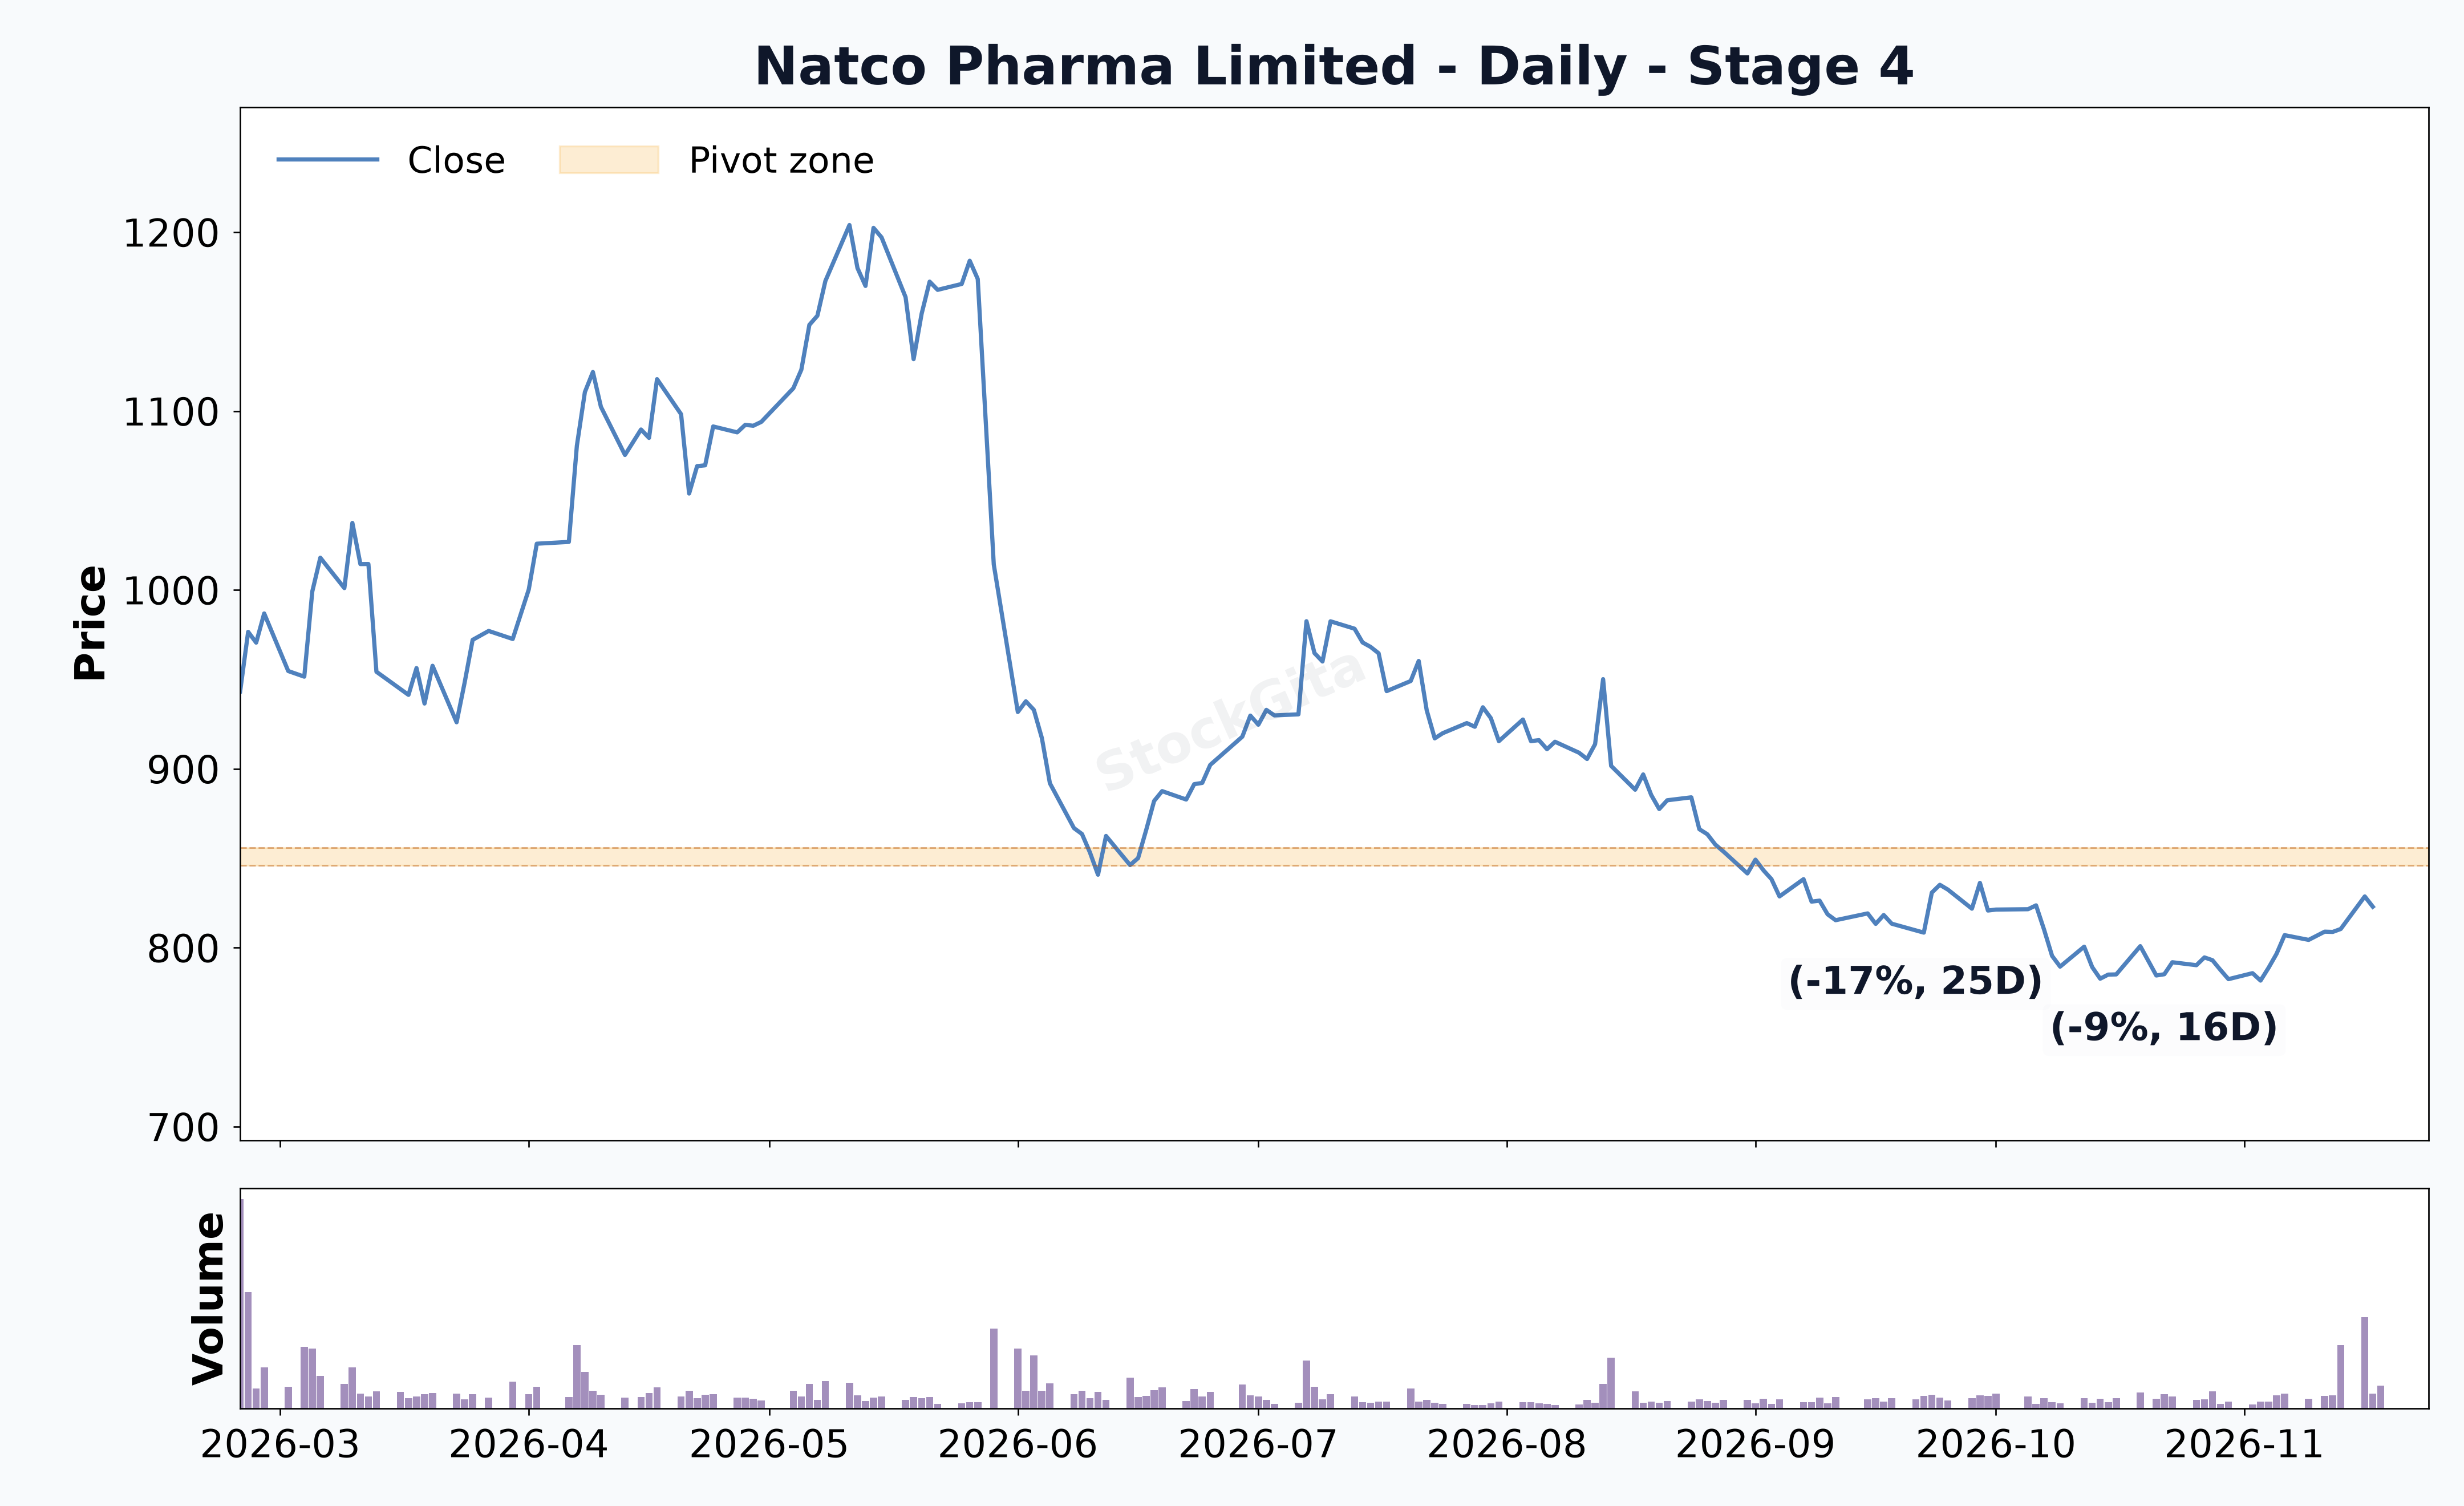 Natco Pharma Limited - Daily - Stage 4
Close
Pivot zone
Price
1200
1100
1000
900
800
700
StockGita
(-17%, 25D)
(-9%, 16D)
Volume
2026-03
2026-04
2026-05
2026-06
2026-07
2026-08
2026-09
2026-10
2026-11